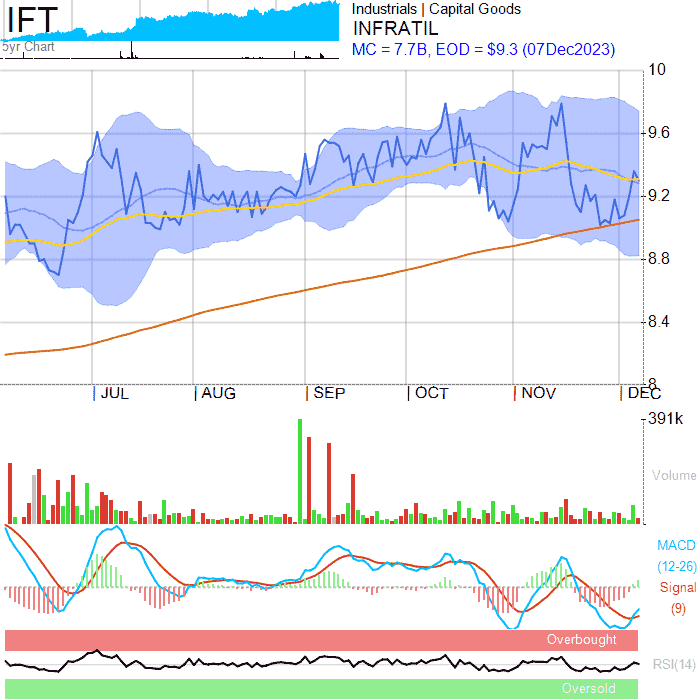 IFT
5yr Chart
Industrials | Capital Goods
INFRATIL
MC = 7.7B, EOD = $9.3 (07Dec2023)
10
9.6
9.2
8.8
8.4
8
JUL AUG SEP OCT NOV DEC
391k
Volume
MACD
(12-26)
Signal
(9)
Overbought
RSI(14)
Oversold